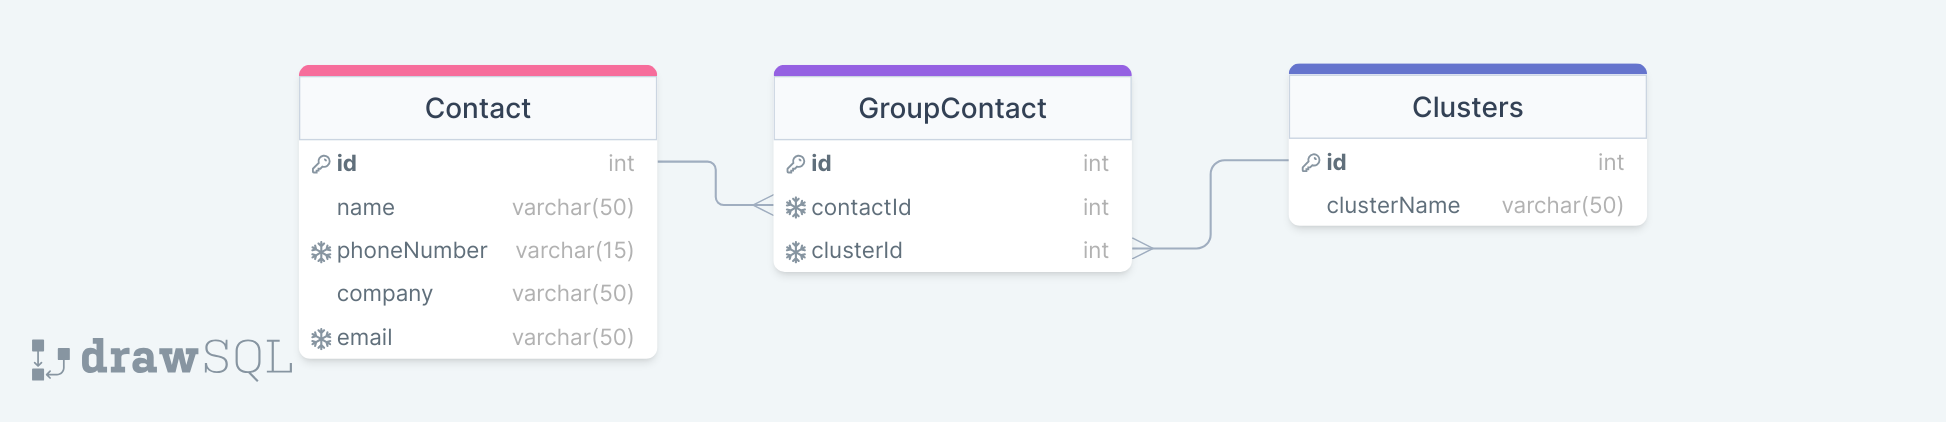 Contact
id int
name varchar(50)
phoneNumber varchar(15)
company varchar(50)
email varchar(50)
GroupContact
id int
contactId int
clusterId int
Clusters
id int
clusterName varchar(50)
drawSQL